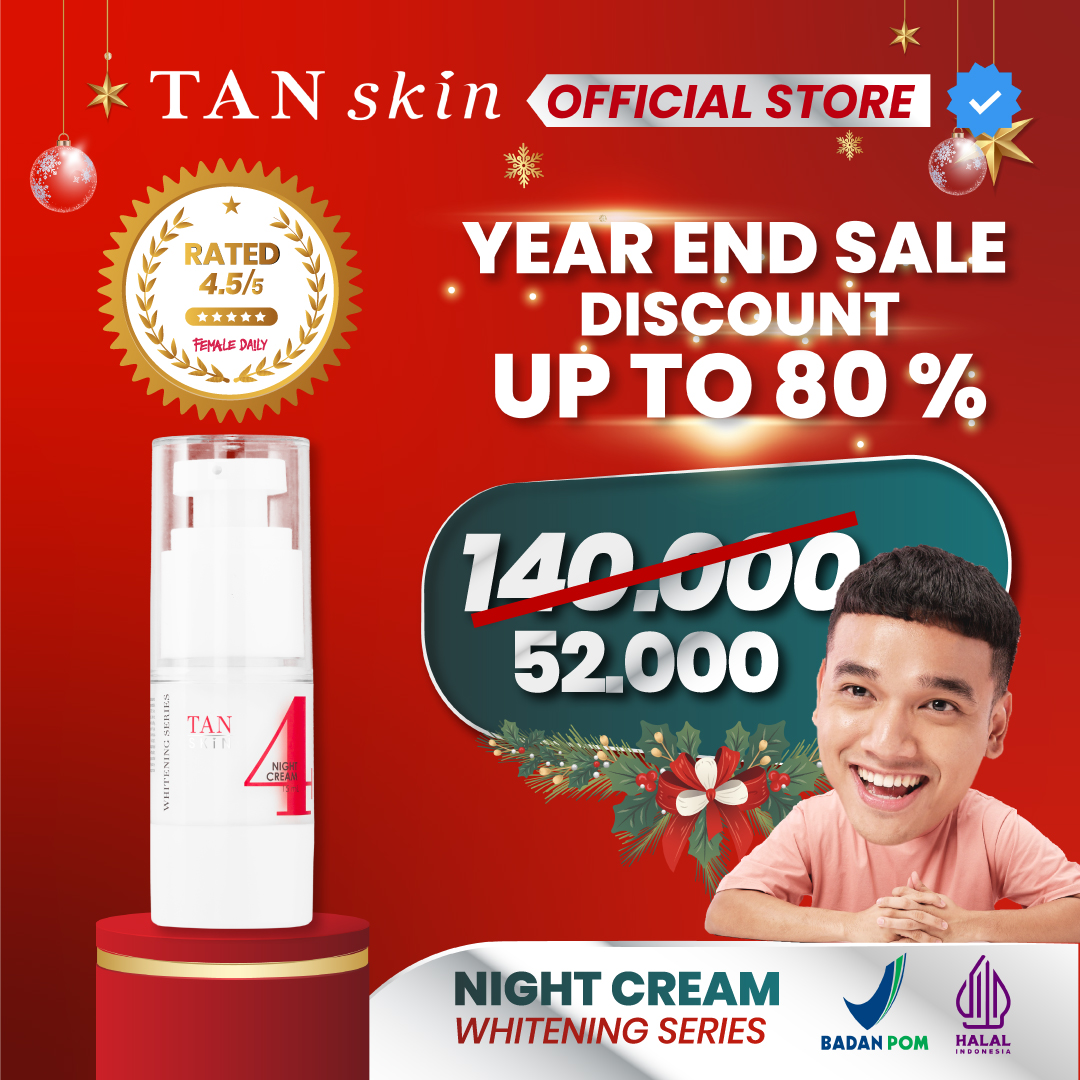 TAN skin OFFICIAL STORE
RATED
4.5/5
FEMALE DAILY
YEAR END SALE
DISCOUNT
UP TO 80 %
140.000
52.000
WHITENING SERIES
TAN
SKIN
4
NIGHT
CREAM
NIGHT CREAM
WHITENING SERIES
BADAN POM
HALAL
INDONESIA